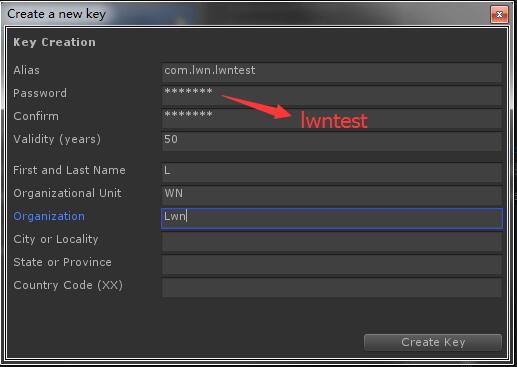 Create a new key
Key Creation
Alias com.lwn.lwntest
Password *******
Confirm *******
lwntest
Validity (years) 50
First and Last Name L
Organizational Unit WN
Organization Lwn
City or Locality
State or Province
Country Code (XX)
Create Key